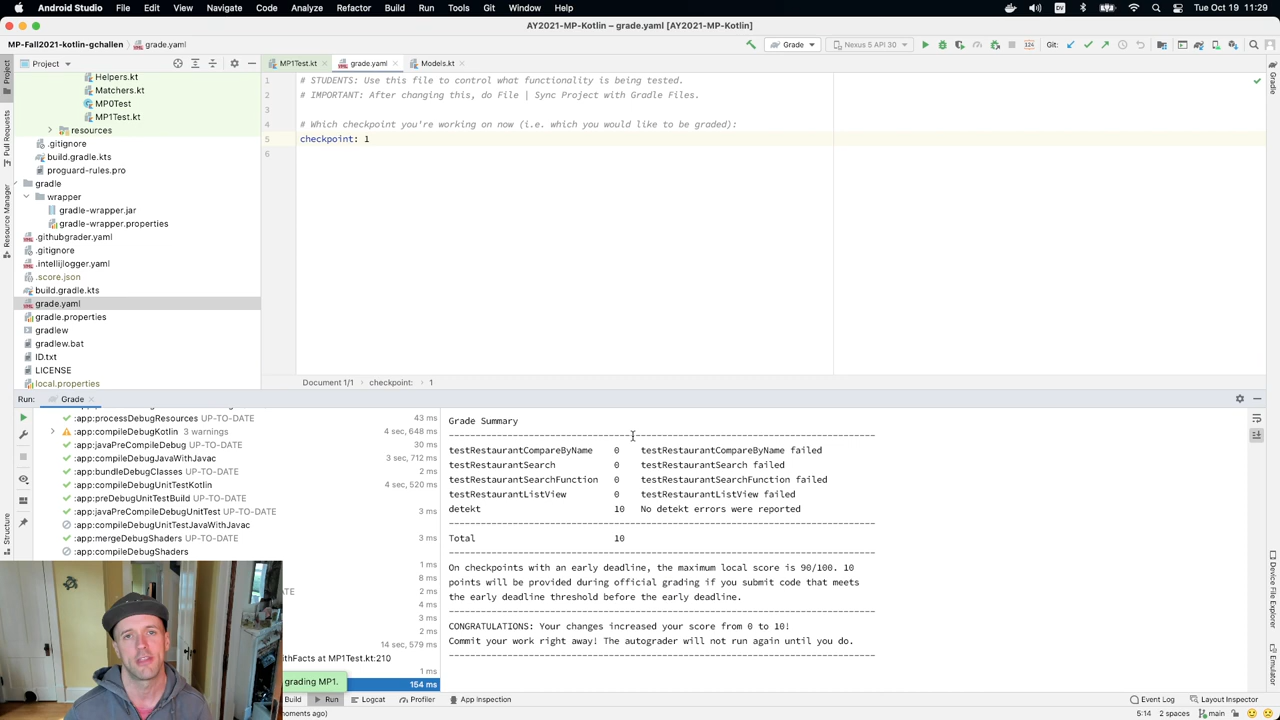 Android Studio File Edit View Navigate Code Analyze Refactor Build Run Tools Git Window Help
Tue Oct 19 11:29
AY2021-MP-Kotlin – grade.yaml [AY2021-MP-Kotlin]
MP-Fall2021-kotlin-gchallen grade.yaml
Grade
Nexus 5 API 30
Git:
Project
MP1Test.kt
grade.yaml
Models.kt
Project
Pull Requests
Resource Manager
Structure
Helpers.kt
Matchers.kt
MP0Test
MP1Test.kt
resources
.gitignore
build.gradle.kts
proguard-rules.pro
gradle
wrapper
gradle-wrapper.jar
gradle-wrapper.properties
.githubgrader.yaml
.gitignore
.intellijlogger.yaml
.score.json
build.gradle.kts
grade.yaml
gradle.properties
gradlew
gradlew.bat
ID.txt
LICENSE
local.properties
1 # STUDENTS: Use this file to control what functionality is being tested.
2 # IMPORTANT: After changing this, do File | Sync Project with Gradle Files.
3
4 # Which checkpoint you're working on now (i.e. which you would like to be graded):
5 checkpoint: 1
6
Document 1/1 checkpoint: 1
Gradle
Device File Explorer
Emulator
Run: Grade
:app:processDebugResources UP-TO-DATE 43 ms
:app:compileDebugKotlin 3 warnings 4 sec, 648 ms
:app:javaPreCompileDebug UP-TO-DATE 30 ms
:app:compileDebugJavaWithJavac 3 sec, 712 ms
:app:bundleDebugClasses UP-TO-DATE 2 ms
:app:compileDebugUnitTestKotlin 4 sec, 520 ms
:app:preDebugUnitTestBuild UP-TO-DATE
:app:javaPreCompileDebugUnitTest UP-TO-DATE 3 ms
:app:compileDebugUnitTestJavaWithJavac
:app:mergeDebugShaders UP-TO-DATE 3 ms
:app:compileDebugShaders
1 ms
8 ms
4 ms
3 ms
2 ms
14 sec, 579 ms
at MP1Test.kt:210
1 ms
grading MP1.
154 ms
Grade Summary
----------------------------------------
testRestaurantCompareByName 0 testRestaurantCompareByName failed
testRestaurantSearch 0 testRestaurantSearch failed
testRestaurantSearchFunction 0 testRestaurantSearchFunction failed
testRestaurantListView 0 testRestaurantListView failed
detekt 10 No detekt errors were reported
----------------------------------------
Total 10
----------------------------------------
On checkpoints with an early deadline, the maximum local score is 90/100. 10
points will be provided during official grading if you submit code that meets
the early deadline threshold before the early deadline.
----------------------------------------
CONGRATULATIONS: Your changes increased your score from 0 to 10!
Commit your work right away! The autograder will not run again until you do.
----------------------------------------
Build Run Logcat Profiler App Inspection
Event Log Layout Inspector
moments ago)
5:14 2 spaces main